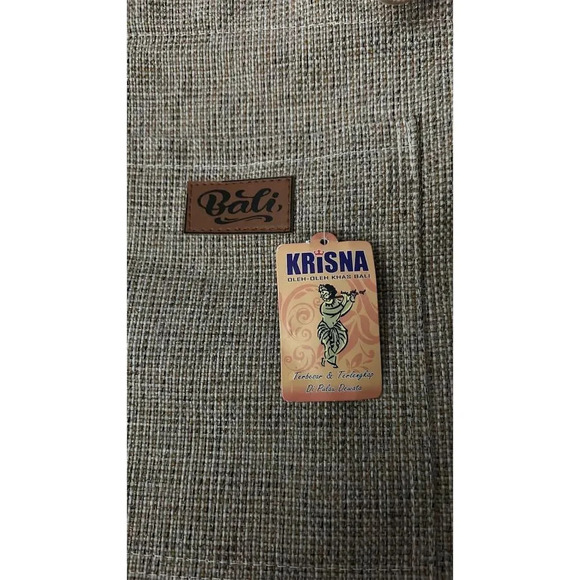 Bali
KRiSNA
OLEH-OLEH KHAS BALI
Terbesar & Terlengkap
Di Pulau Dewata